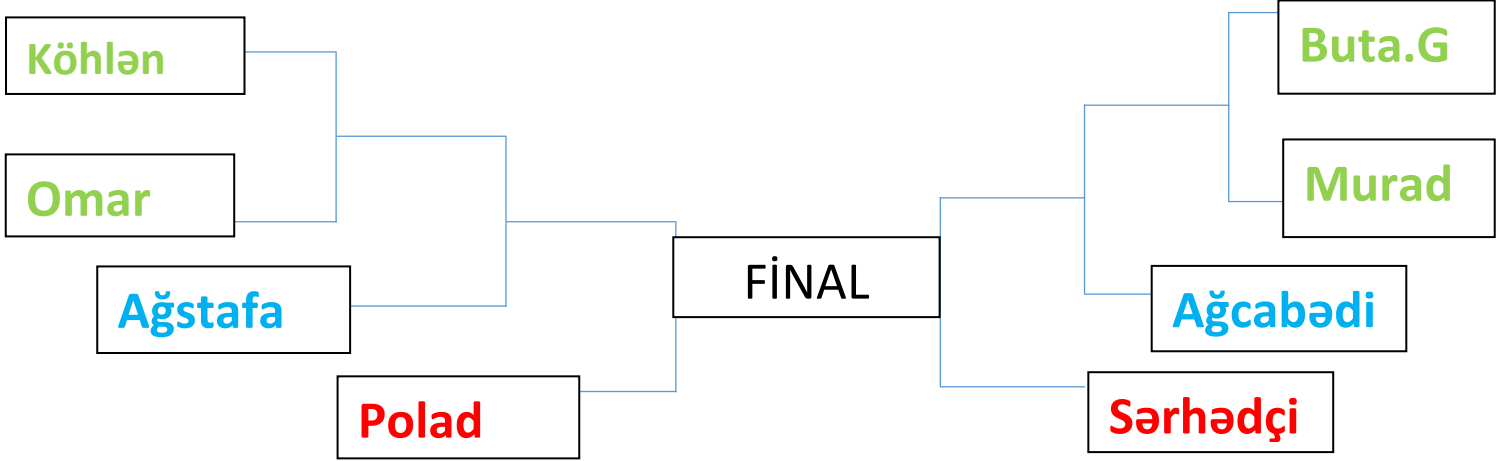 Köhlən
Omar
Ağstafa
Polad
FİNAL
Buta.G
Murad
Ağcabədi
Sərhədçi